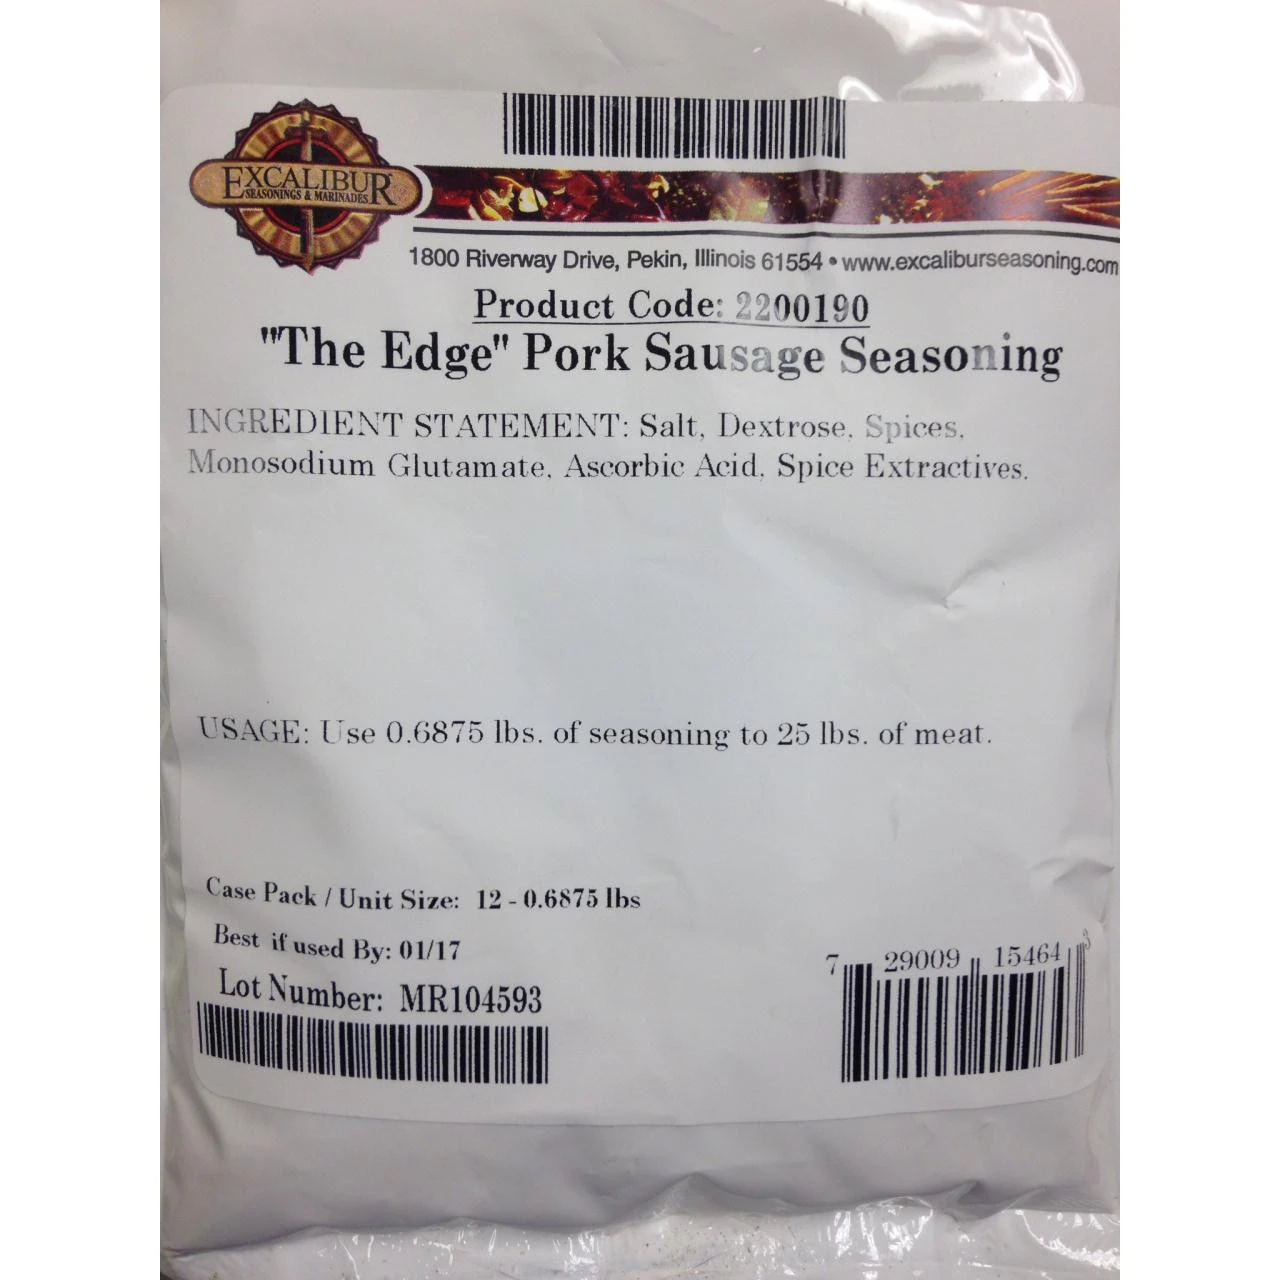 EXCALIBUR
SEASONINGS & MARINADES
1800 Riverway Drive, Pekin, Illinois 61554 • www.excaliburseasoning.com
Product Code: 2200190
"The Edge" Pork Sausage Seasoning
INGREDIENT STATEMENT: Salt, Dextrose, Spices,
Monosodium Glutamate, Ascorbic Acid, Spice Extractives.
USAGE: Use 0.6875 lbs. of seasoning to 25 lbs. of meat.
Case Pack / Unit Size: 12 - 0.6875 lbs
Best if used By: 01/17
Lot Number: MR104593
7 29009 15464 3